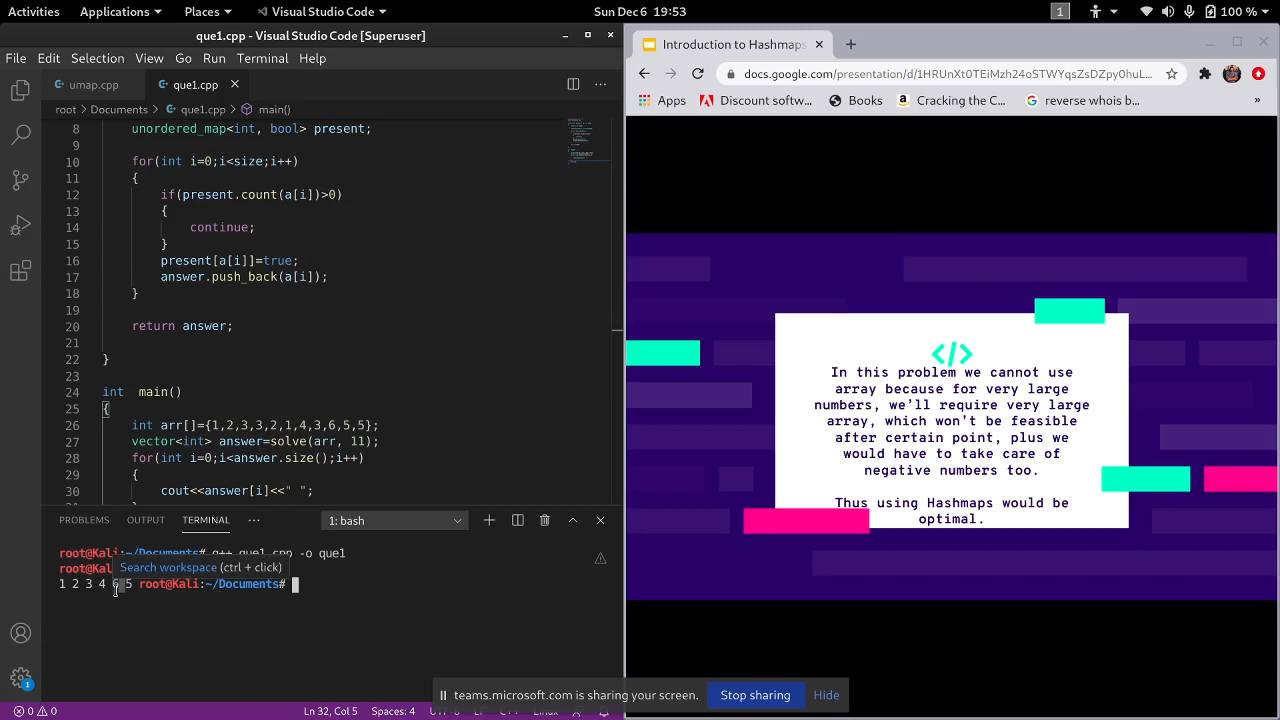 Activities Applications Places Visual Studio Code Sun Dec 6 19:53 1 100 %
que1.cpp - Visual Studio Code [Superuser]
File Edit Selection View Go Run Terminal Help
umap.cpp que1.cpp
root > Documents > que1.cpp > main()
8 unordered_map<int, bool> present;
9
10 for(int i=0;i<size;i++)
11 {
12 if(present.count(a[i])>0)
13 {
14 continue;
15 }
16 present[a[i]]=true;
17 answer.push_back(a[i]);
18 }
19
20 return answer;
21
22 }
23
24 int main()
25 {
26 int arr[]={1,2,3,3,2,1,4,3,6,5,5};
27 vector<int> answer=solve(arr, 11);
28 for(int i=0;i<answer.size();i++)
29 {
30 cout<<answer[i]<<" ";
PROBLEMS OUTPUT TERMINAL 1: bash
root@Kali:~/Documents# g++ que1.cpp -o que1
root@Kal
Search workspace (ctrl + click)
1 2 3 4 6 5 root@Kali:~/Documents#
0 0 Ln 32, Col 5 Spaces: 4
Introduction to Hashmaps
docs.google.com/presentation/d/1HRUnXt0TEiMzh24oSTWYqsZsDZpy0huL...
Apps Discount softw... Books Cracking the C... reverse whois b... »
</>
In this problem we cannot use
array because for very large
numbers, we'll require very large
array, which won't be feasible
after certain point, plus we
would have to take care of
negative numbers too.
Thus using Hashmaps would be
optimal.
teams.microsoft.com is sharing your screen. Stop sharing Hide